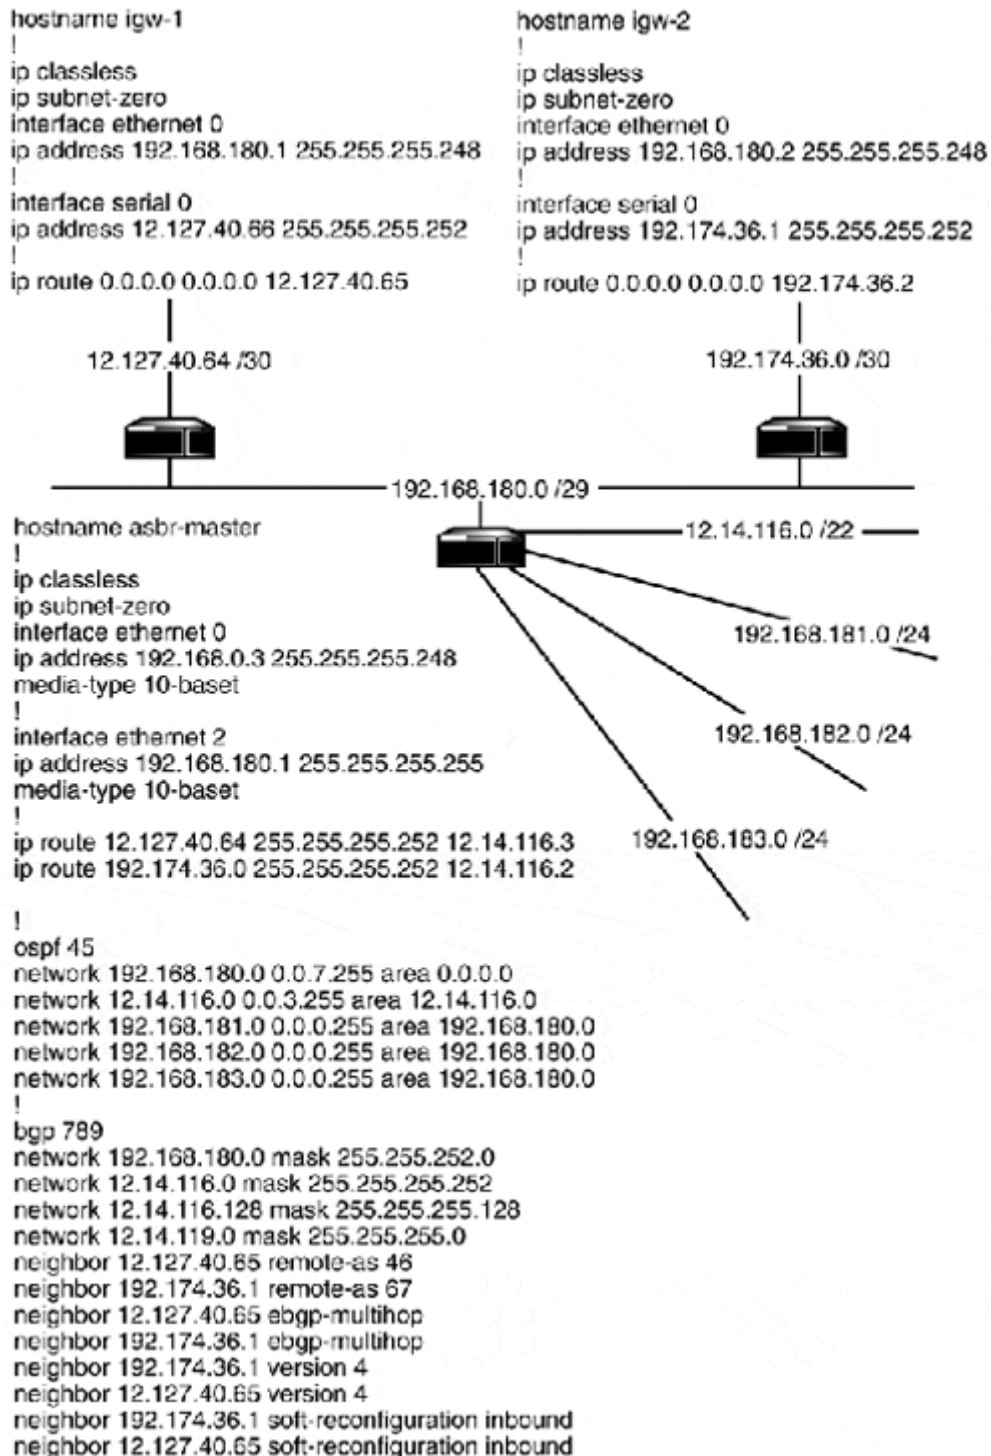 hostname igw-1
!
ip classless
ip subnet-zero
interface ethernet 0
ip address 192.168.180.1 255.255.255.248
!
interface serial 0
ip address 12.127.40.66 255.255.255.252
!
ip route 0.0.0.0 0.0.0.0 12.127.40.65
hostname igw-2
!
ip classless
ip subnet-zero
interface ethernet 0
ip address 192.168.180.2 255.255.255.248
!
interface serial 0
ip address 192.174.36.1 255.255.255.252
!
ip route 0.0.0.0 0.0.0.0 192.174.36.2
12.127.40.64 /30
192.174.36.0 /30
192.168.180.0 /29
12.14.116.0 /22
192.168.181.0 /24
192.168.182.0 /24
192.168.183.0 /24
hostname asbr-master
!
ip classless
ip subnet-zero
interface ethernet 0
ip address 192.168.0.3 255.255.255.248
media-type 10-baset
!
interface ethernet 2
ip address 192.168.180.1 255.255.255.255
media-type 10-baset
!
ip route 12.127.40.64 255.255.255.252 12.14.116.3
ip route 192.174.36.0 255.255.255.252 12.14.116.2
!
ospf 45
network 192.168.180.0 0.0.7.255 area 0.0.0.0
network 12.14.116.0 0.0.3.255 area 12.14.116.0
network 192.168.181.0 0.0.0.255 area 192.168.180.0
network 192.168.182.0 0.0.0.255 area 192.168.180.0
network 192.168.183.0 0.0.0.255 area 192.168.180.0
!
bgp 789
network 192.168.180.0 mask 255.255.252.0
network 12.14.116.0 mask 255.255.255.252
network 12.14.116.128 mask 255.255.255.128
network 12.14.119.0 mask 255.255.255.0
neighbor 12.127.40.65 remote-as 46
neighbor 192.174.36.1 remote-as 67
neighbor 12.127.40.65 ebgp-multihop
neighbor 192.174.36.1 ebgp-multihop
neighbor 192.174.36.1 version 4
neighbor 12.127.40.65 version 4
neighbor 192.174.36.1 soft-reconfiguration inbound
neighbor 12.127.40.65 soft-reconfiguration inbound